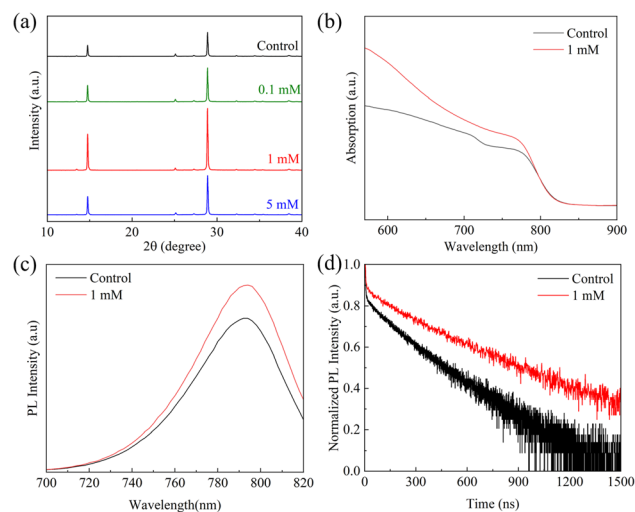 (a)
Intensity (a.u.)
Control
0.1 mM
1 mM
5 mM
10 20 30 40
2θ (degree)
(b)
Absorption (a.u.)
Control
1 mM
600 700 800 900
Wavelength (nm)
(c)
PL Intensity (a.u)
Control
1 mM
700 720 740 760 780 800 820
Wavelength(nm)
(d)
Normalized PL Intensity (a.u.)
1.0
0.8
0.6
0.4
0.2
0.0
Control
1 mM
0 300 600 900 1200 1500
Time (ns)